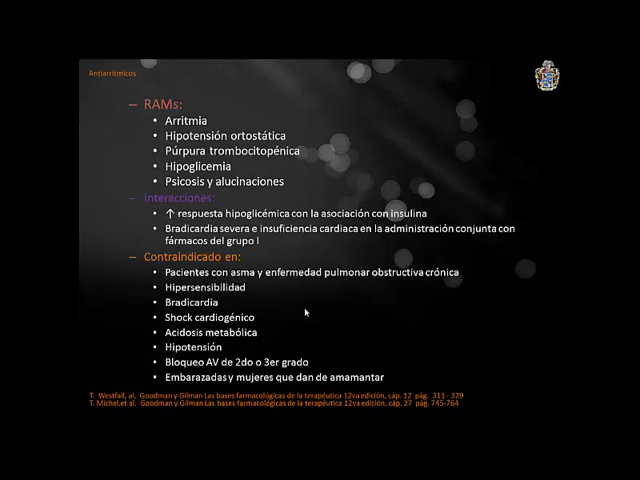 Antiarrítmicos
– RAMs:
• Arritmia
• Hipotensión ortostática
• Púrpura trombocitopénica
• Hipoglicemia
• Psicosis y alucinaciones
– Interacciones:
• ↑ respuesta hipoglicémica con la asociación con insulina
• Bradicardia severa e insuficiencia cardiaca en la administración conjunta con
fármacos del grupo I
– Contraindicado en:
• Pacientes con asma y enfermedad pulmonar obstructiva crónica
• Hipersensibilidad
• Bradicardia
• Shock cardiogénico
• Acidosis metabólica
• Hipotensión
• Bloqueo AV de 2do o 3er grado
• Embarazadas y mujeres que dan de amamantar
T. Westfall, al, Goodman y Gilman Las bases farmacológicas de la terapéutica 12va edición, cáp. 12 pág. 311 - 329
T. Michel,et al, Goodman y Gilman Las bases farmacológicas de la terapéutica 12va edición, cáp. 27 pág. 745-764